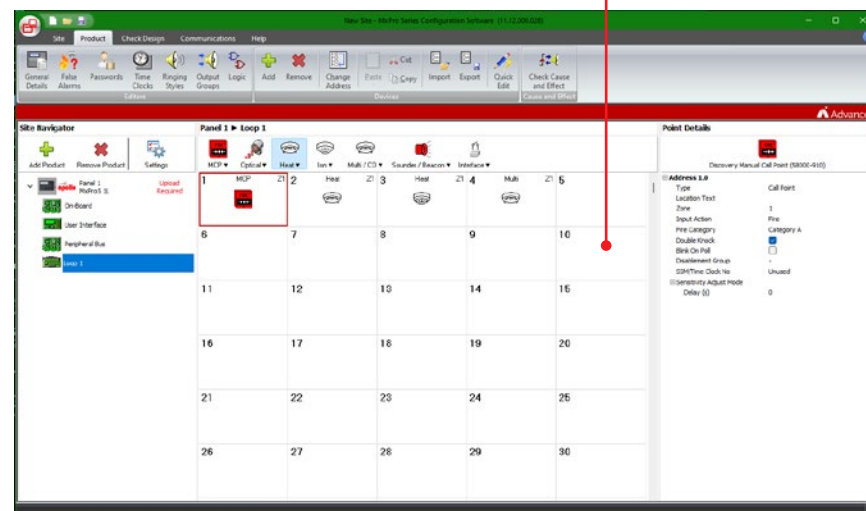 New Site - MxPro Series Configuration Software (11.12.006.028)
Site Product Check Design Communications Help
General Details False Alarms Passwords Time Clocks Ringing Styles Output Groups Logic Add Remove Change Address Paste Cut Copy Import Export Quick Edit Check Cause and Effect
Editors Devices Cause and Effect
Advanced
Site Navigator Panel 1 ► Loop 1 Point Details
Add Product Remove Product Settings MCP Optical Heat Ion Multi / CO Sounder / Beacon Interface
Discovery Manual Call Point (58000-910)
apollo Panel 1 Upload
MxPro5 Required
On-Board
User Interface
Peripheral Bus
Loop 1
1 MCP Z1 2 Heat Z1 3 Heat Z1 4 Multi Z1 5
6 7 8 9 10
11 12 13 14 15
16 17 18 19 20
21 22 23 24 25
26 27 28 29 30
Address 1.0
Type Call Point
Location Text
Zone 1
Input Action Fire
Fire Category Category A
Double Knock
Blink On Poll
Disablement Group -
SSM/Time Clock No Unused
Sensitivity Adjust Mode
Delay (s) 0